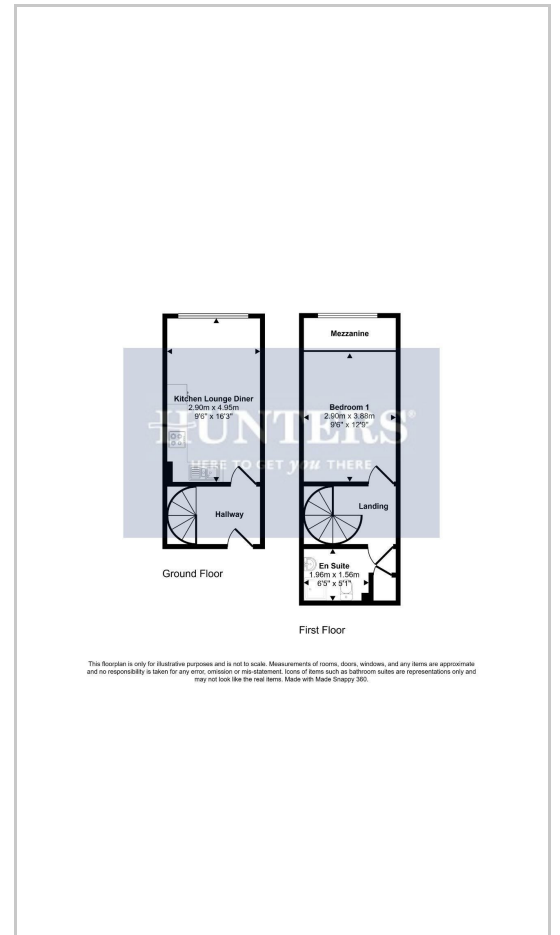 Mezzanine
Kitchen Lounge Diner
2.90m x 4.95m
9'6" x 16'3"
Bedroom 1
2.90m x 3.88m
9'6" x 12'9"
HUNTERS®
HERE TO GET you THERE
Hallway
Landing
En Suite
1.96m x 1.56m
6'5" x 5'1"
Ground Floor
First Floor
This floorplan is only for illustrative purposes and is not to scale. Measurements of rooms, doors, windows, and any items are approximate
and no responsibility is taken for any error, omission or mis-statement. Icons of items such as bathroom suites are representations only and
may not look like the real items. Made with Made Snappy 360.